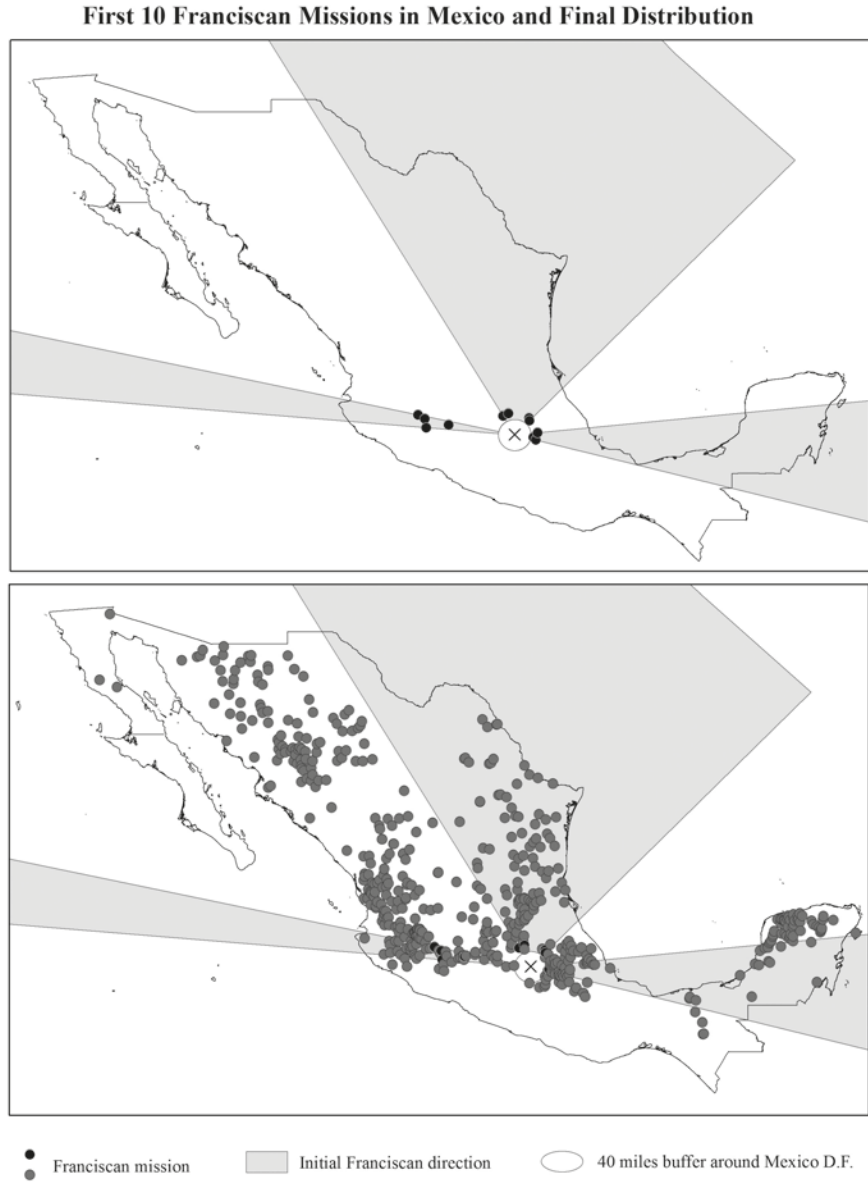 First 10 Franciscan Missions in Mexico and Final Distribution
Franciscan mission
Initial Franciscan direction
40 miles buffer around Mexico D.F.